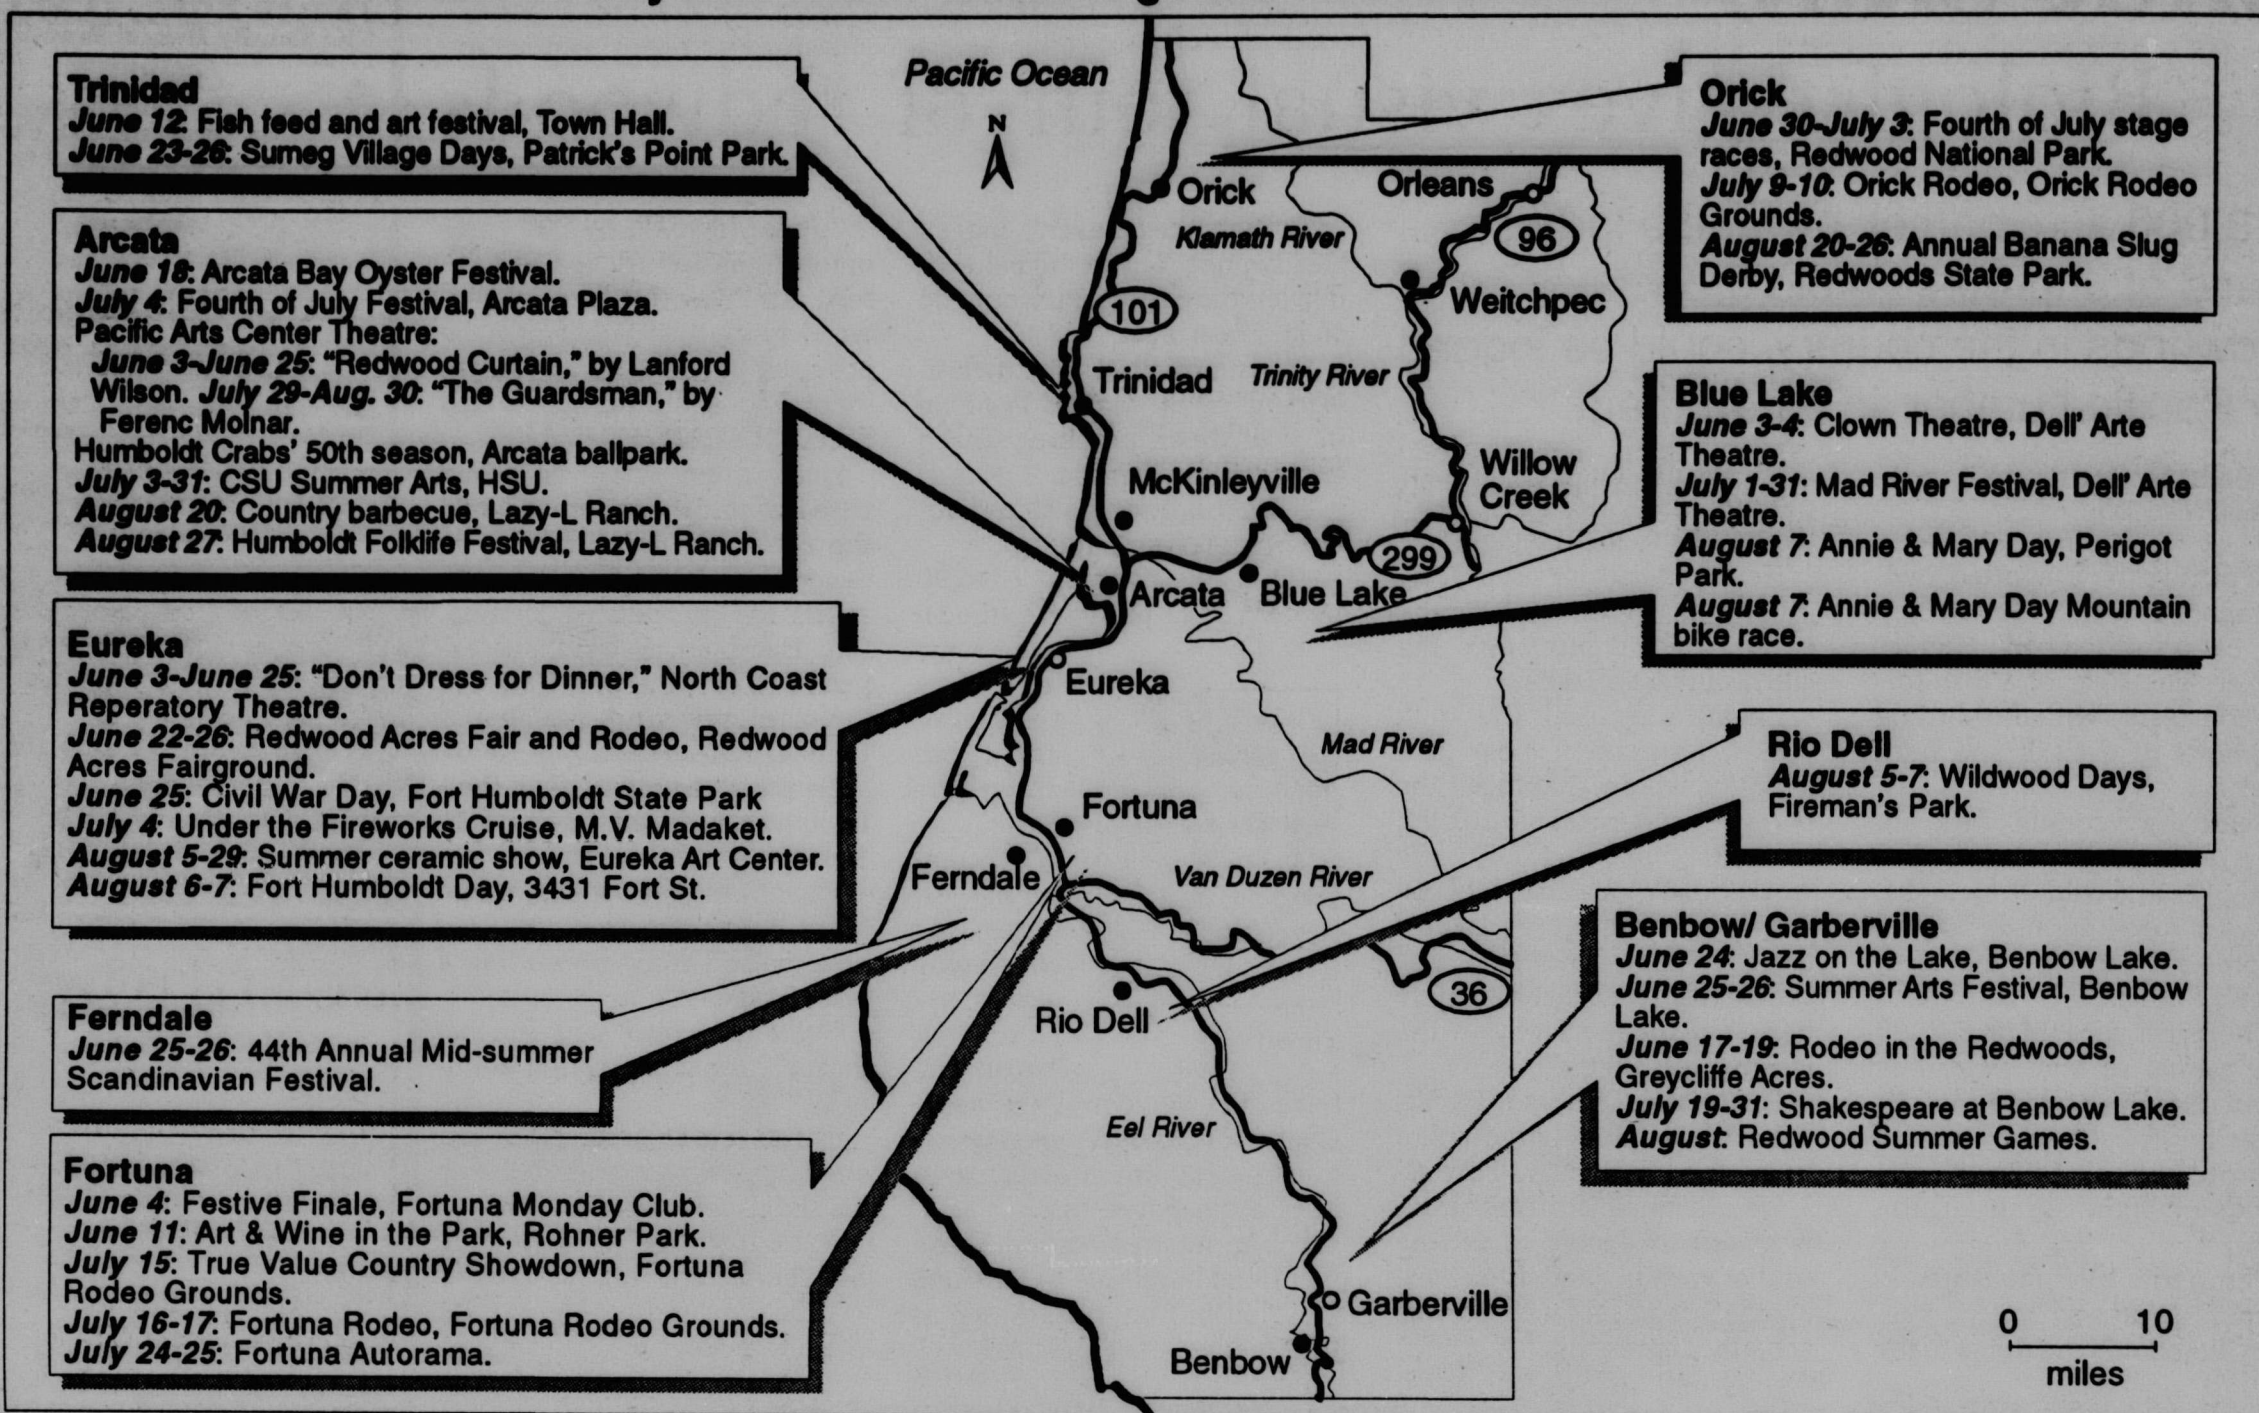 Trinidad
June 12: Fish feed and art festival, Town Hall.
June 23-26: Sumeg Village Days, Patrick's Point Park.
Arcata
June 18: Arcata Bay Oyster Festival.
July 4: Fourth of July Festival, Arcata Plaza.
Pacific Arts Center Theatre:
June 3-June 25: “Redwood Curtain,” by Lanford
Wilson. July 29-Aug. 30: “The Guardsman,” by
Ferenc Molnar.
Humboldt Crabs' 50th season, Arcata ballpark.
July 3-31: CSU Summer Arts, HSU.
August 20: Country barbecue, Lazy-L Ranch.
August 27: Humboldt Folklife Festival, Lazy-L Ranch.
Eureka
June 3-June 25: “Don't Dress for Dinner,” North Coast
Reperatory Theatre.
June 22-26: Redwood Acres Fair and Rodeo, Redwood
Acres Fairground.
June 25: Civil War Day, Fort Humboldt State Park
July 4: Under the Fireworks Cruise, M.V. Madaket.
August 5-29: Summer ceramic show, Eureka Art Center.
August 6-7: Fort Humboldt Day, 3431 Fort St.
Ferndale
June 25-26: 44th Annual Mid-summer
Scandinavian Festival.
Fortuna
June 4: Festive Finale, Fortuna Monday Club.
June 11: Art & Wine in the Park, Rohner Park.
July 15: True Value Country Showdown, Fortuna
Rodeo Grounds.
July 16-17: Fortuna Rodeo, Fortuna Rodeo Grounds.
July 24-25: Fortuna Autorama.
Pacific Ocean
N
Orick
Orleans
Klamath River
96
Weitchpec
101
Trinidad
Trinity River
McKinleyville
Willow
Creek
299
Arcata
Blue Lake
Eureka
Mad River
Fortuna
Ferndale
Van Duzen River
36
Rio Dell
Eel River
Garberville
Benbow
Orick
June 30-July 3: Fourth of July stage
races, Redwood National Park.
July 9-10: Orick Rodeo, Orick Rodeo
Grounds.
August 20-26: Annual Banana Slug
Derby, Redwoods State Park.
Blue Lake
June 3-4: Clown Theatre, Dell' Arte
Theatre.
July 1-31: Mad River Festival, Dell' Arte
Theatre.
August 7: Annie & Mary Day, Perigot
Park.
August 7: Annie & Mary Day Mountain
bike race.
Rio Dell
August 5-7: Wildwood Days,
Fireman's Park.
Benbow/ Garberville
June 24: Jazz on the Lake, Benbow Lake.
June 25-26: Summer Arts Festival, Benbow
Lake.
June 17-19: Rodeo in the Redwoods,
Greycliffe Acres.
July 19-31: Shakespeare at Benbow Lake.
August: Redwood Summer Games.
0 10
miles